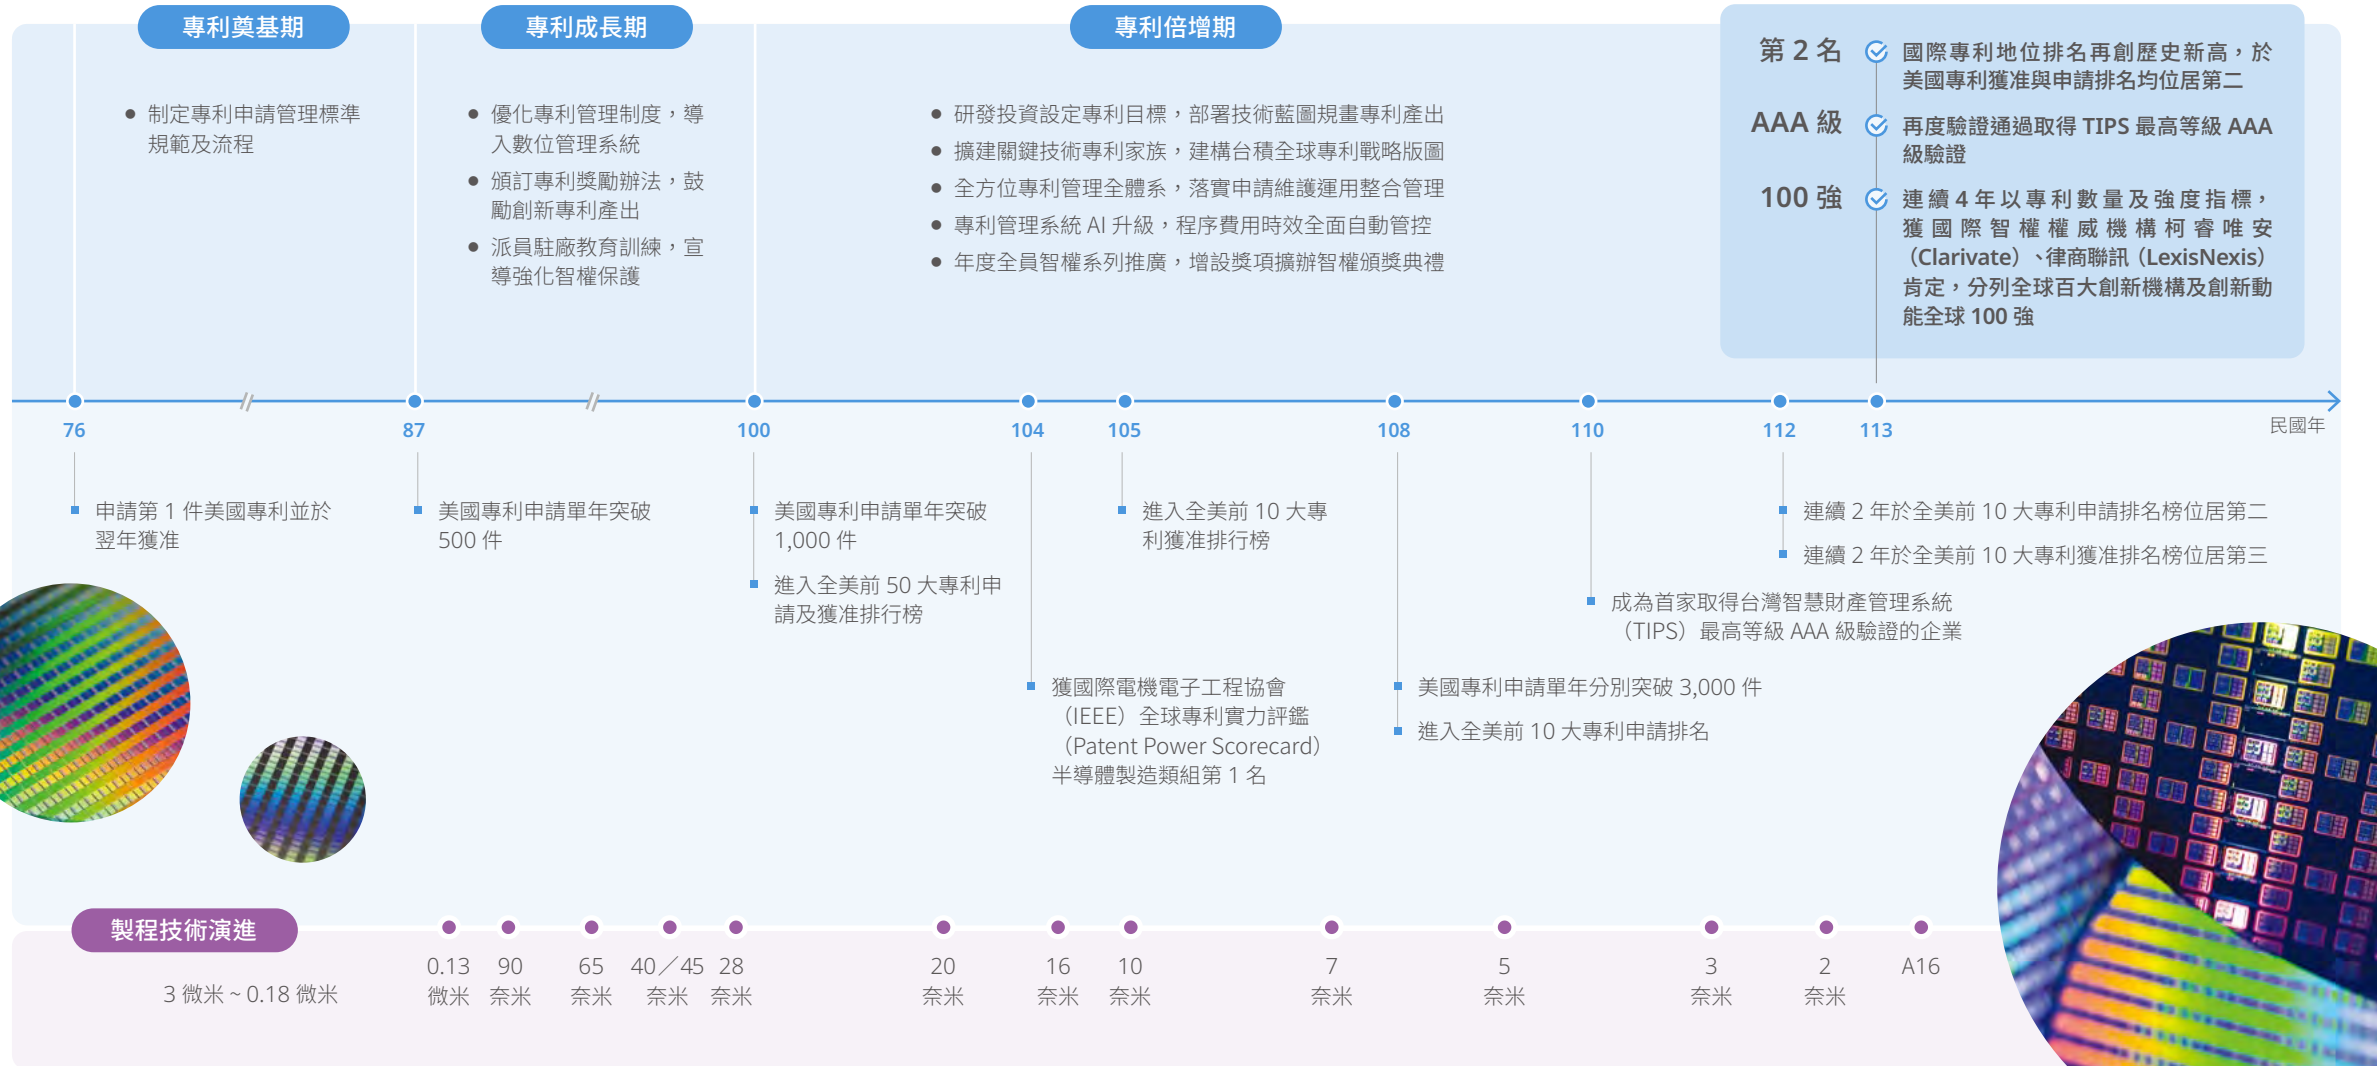 專利奠基期
制定專利申請管理標準
規範及流程
專利成長期
優化專利管理制度，導
入數位管理系統
頒訂專利獎勵辦法，鼓
勵創新專利產出
派員駐廠教育訓練，宣
導強化智權保護
專利倍增期
研發投資設定專利目標，部署技術藍圖規畫專利產出
擴建關鍵技術專利家族，建構台積全球專利戰略版圖
全方位專利管理全體系，落實申請維護運用整合管理
專利管理系統 AI 升級，程序費用時效全面自動管控
年度全員智權系列推廣，增設獎項擴辦智權頒獎典禮
第 2 名
國際專利地位排名再創歷史新高，於
美國專利獲准與申請排名均位居第二
AAA 級
再度驗證通過取得 TIPS 最高等級 AAA
級驗證
100 強
連續 4 年以專利數量及強度指標，
獲國際智權權威機構柯睿唯安
（Clarivate）、律商聯訊（LexisNexis）
肯定，分列全球百大創新機構及創新動
能全球 100 強
76
87
100
104
105
108
110
112
113
民國年
申請第 1 件美國專利並於
翌年獲准
美國專利申請單年突破
500 件
美國專利申請單年突破
1,000 件
進入全美前 50 大專利申
請及獲准排行榜
獲國際電機電子工程協會
（IEEE）全球專利實力評鑑
（Patent Power Scorecard）
半導體製造類組第 1 名
進入全美前 10 大專
利獲准排行榜
美國專利申請單年分別突破 3,000 件
進入全美前 10 大專利申請排名
成為首家取得台灣智慧財產管理系統
（TIPS）最高等級 AAA 級驗證的企業
連續 2 年於全美前 10 大專利申請排名榜位居第二
連續 2 年於全美前 10 大專利獲准排名榜位居第三
製程技術演進
3 微米 ~ 0.18 微米
0.13
微米
90
奈米
65
奈米
40／45
奈米
28
奈米
20
奈米
16
奈米
10
奈米
7
奈米
5
奈米
3
奈米
2
奈米
A16